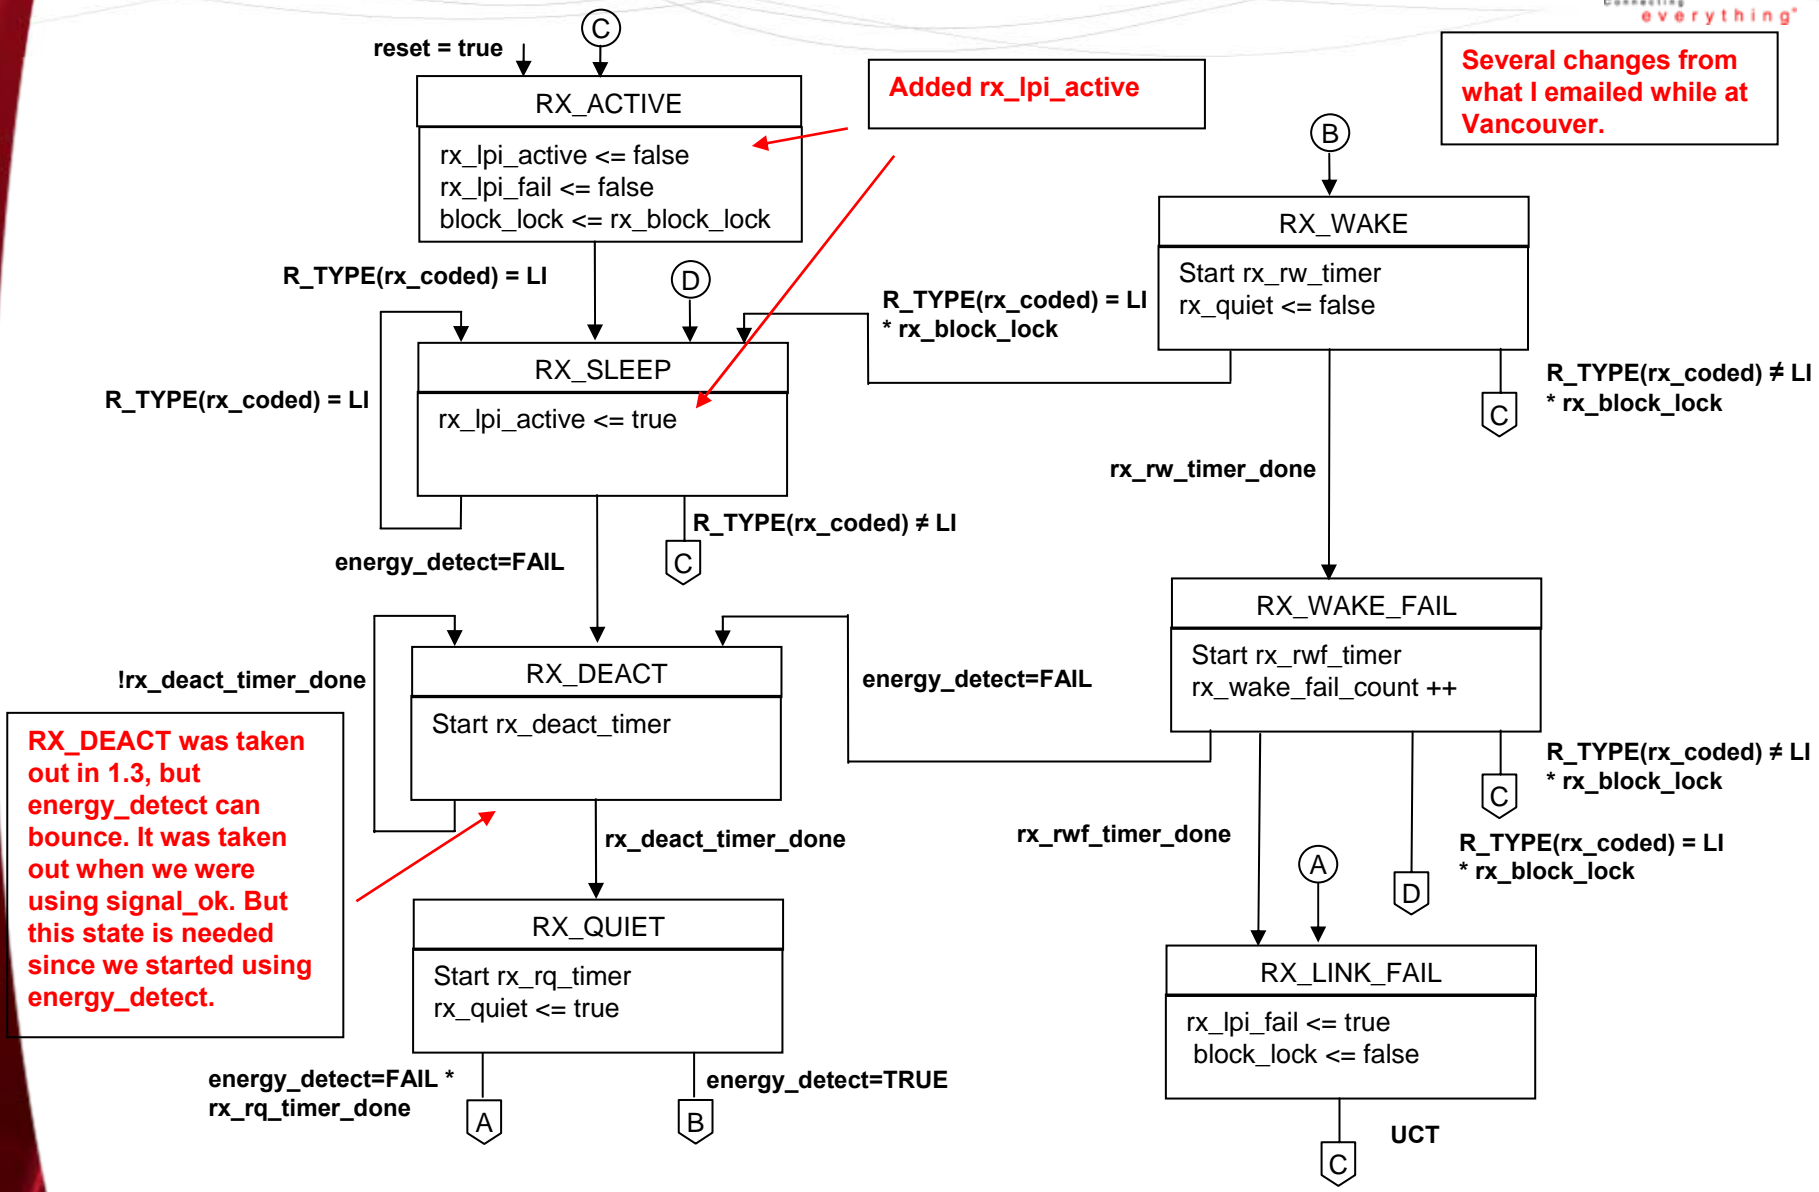 Connecting
everything°
reset = true
C
RX_ACTIVE
rx_lpi_active <= false
rx_lpi_fail <= false
block_lock <= rx_block_lock
Added rx_lpi_active
Several changes from
what I emailed while at
Vancouver.
B
RX_WAKE
Start rx_rw_timer
rx_quiet <= false
R_TYPE(rx_coded) = LI
D
R_TYPE(rx_coded) = LI
* rx_block_lock
RX_SLEEP
rx_lpi_active <= true
R_TYPE(rx_coded) = LI
R_TYPE(rx_coded) ≠ LI
* rx_block_lock
C
rx_rw_timer_done
R_TYPE(rx_coded) ≠ LI
C
energy_detect=FAIL
RX_WAKE_FAIL
Start rx_rwf_timer
rx_wake_fail_count ++
!rx_deact_timer_done
RX_DEACT
Start rx_deact_timer
energy_detect=FAIL
RX_DEACT was taken
out in 1.3, but
energy_detect can
bounce. It was taken
out when we were
using signal_ok. But
this state is needed
since we started using
energy_detect.
R_TYPE(rx_coded) ≠ LI
* rx_block_lock
C
rx_deact_timer_done
rx_rwf_timer_done
A
R_TYPE(rx_coded) = LI
* rx_block_lock
D
RX_QUIET
Start rx_rq_timer
rx_quiet <= true
RX_LINK_FAIL
rx_lpi_fail <= true
block_lock <= false
energy_detect=FAIL *
rx_rq_timer_done
A
energy_detect=TRUE
B
UCT
C